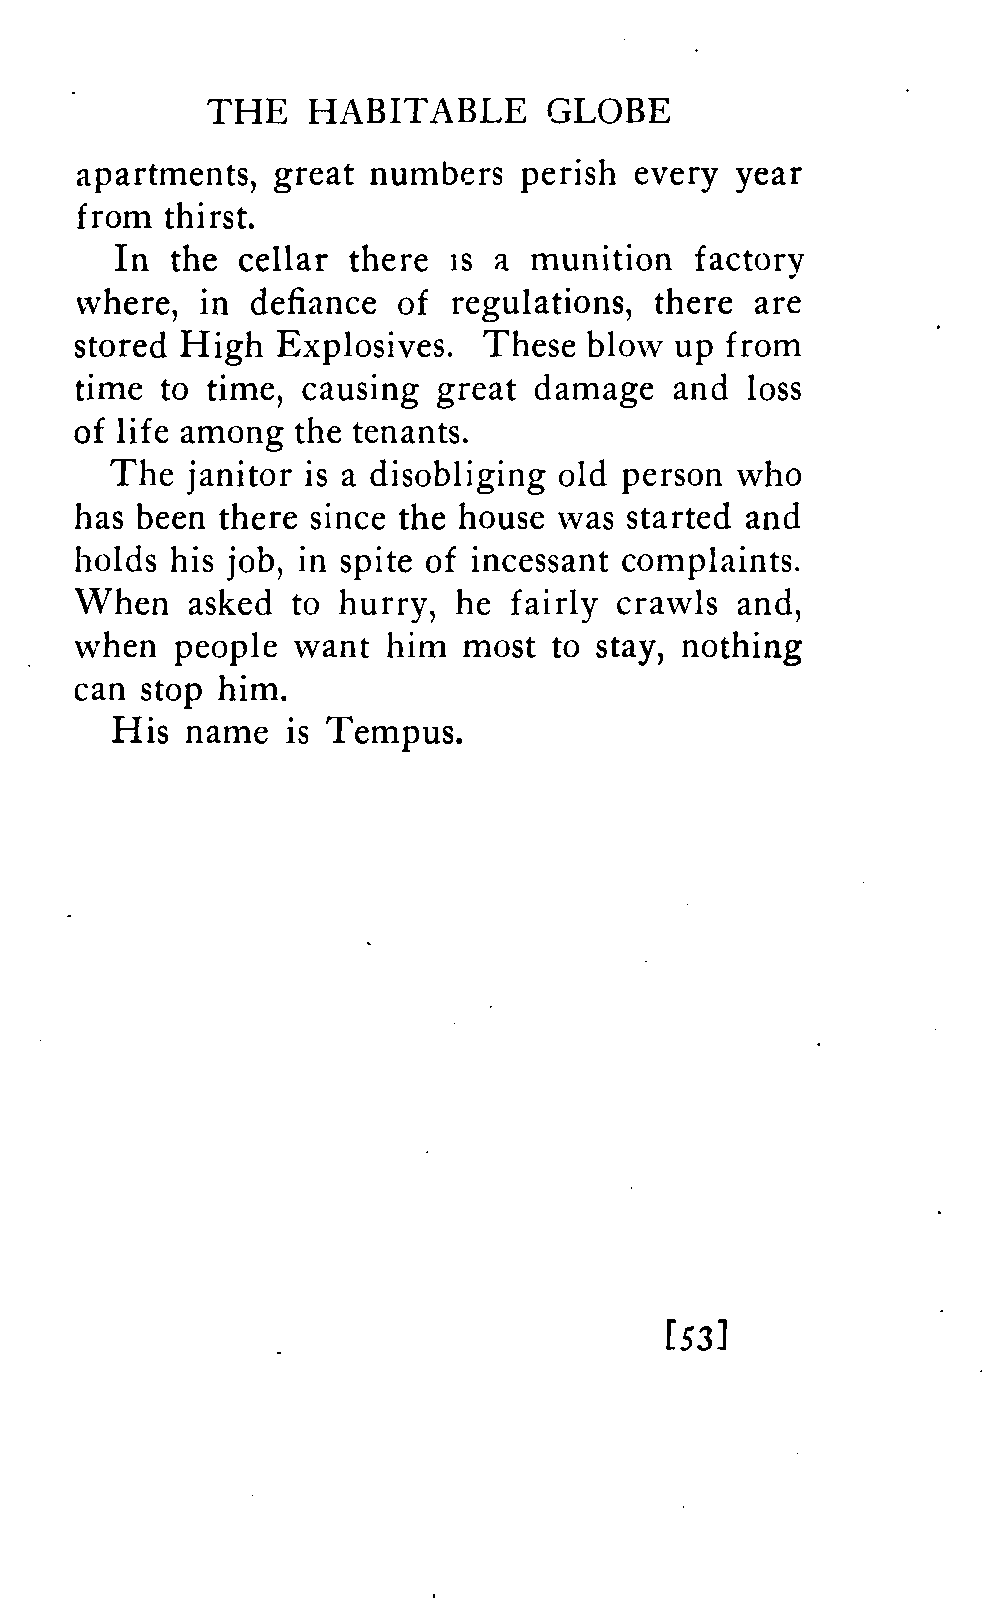 THE HABITABLE GLOBE
apartments, great numbers perish every year
from thirst.
In the cellar there is a munition factory
where, in defiance of regulations, there are
stored High Explosives. These blow up from
time to time, causing great damage and loss
of life among the tenants.
The janitor is a disobliging old person who
has been there since the house was started and
holds his job, in spite of incessant complaints.
When asked to hurry, he fairly crawls and,
when people want him most to stay, nothing
can stop him.
His name is Tempus.
[53]